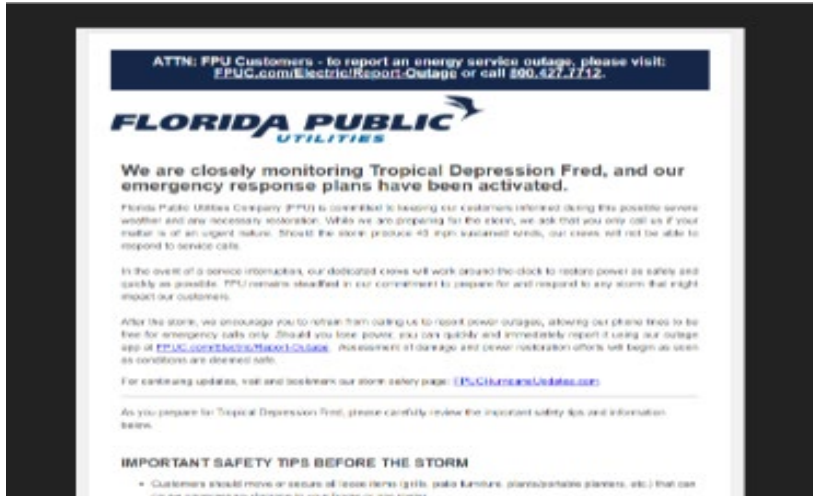 ATTN: FPU Customers - to report an energy service outage, please visit:
FPUC.com/Electric/Report-Outage or call 800.427.7712.
FLORIDA PUBLIC
UTILITIES
We are closely monitoring Tropical Depression Fred, and our
emergency response plans have been activated.
Florida Public Utilities Company (FPU) is committed to keeping our customers informed during this possible severe
weather and any necessary restoration. While we are preparing for the storm, we ask that you only call us if your
matter is of an urgent nature. Should the storm produce 45 mph sustained winds, our crews will not be able to
respond to service calls.
In the event of a service interruption, our dedicated crews will work around the clock to restore power as safely and
quickly as possible. FPU remains steadfast in our commitment to prepare for and respond to any storm that might
impact our customers.
After the storm, we encourage you to refrain from calling us to report power outages, allowing our phone lines to be
free for emergency calls only. Should you lose power, you can quickly and immediately report it using our outage
app at FPUC.com/Electric/Report-Outage. Assessment of damage and power restoration efforts will begin as soon
as conditions are deemed safe.
For continuing updates, visit and bookmark our storm safety page: FPUCHurricaneUpdates.com
As you prepare for Tropical Depression Fred, please carefully review the important safety tips and information
below.
IMPORTANT SAFETY TIPS BEFORE THE STORM
• Customers should move or secure all loose items (grills, patio furniture, plants/portable planters, etc.) that can